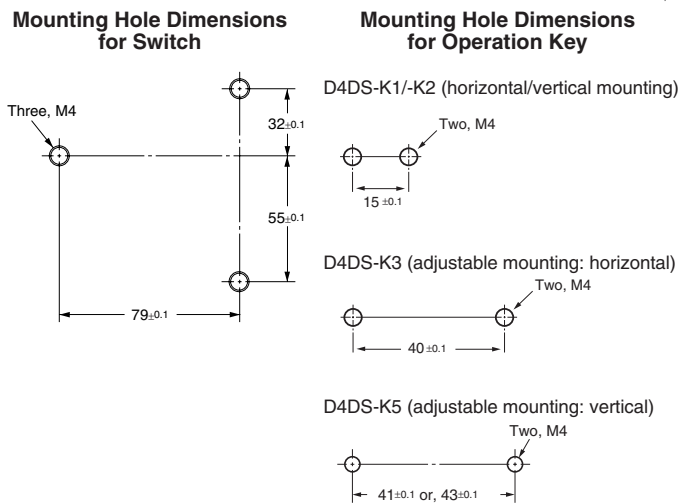 Mounting Hole Dimensions
for Switch
Three, M4
32±0.1
55±0.1
79±0.1
Mounting Hole Dimensions
for Operation Key
D4DS-K1/-K2 (horizontal/vertical mounting)
Two, M4
15 ±0.1
D4DS-K3 (adjustable mounting: horizontal)
Two, M4
40 ±0.1
D4DS-K5 (adjustable mounting: vertical)
Two, M4
41±0.1 or, 43±0.1